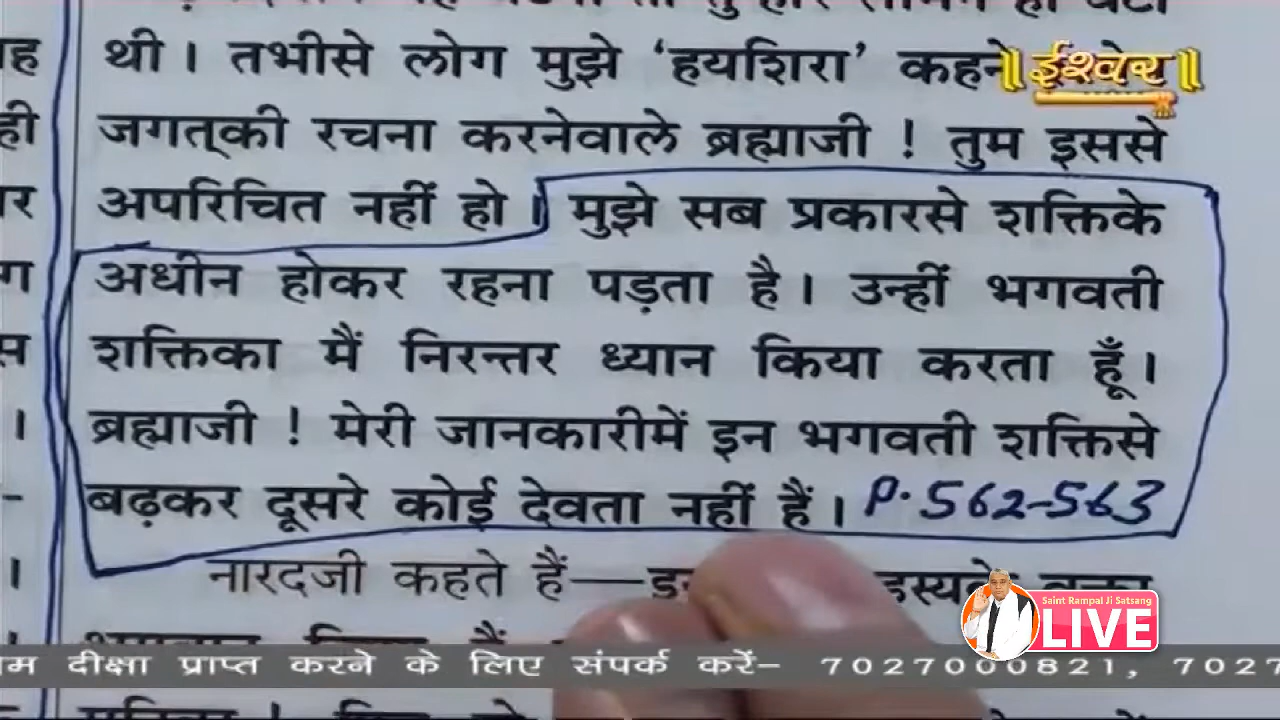 थी । तभीसे लोग मुझे ‘हयशिरा’ कहने
॥ ईश्वर ॥
जगत्‌की रचना करनेवाले ब्रह्माजी ! तुम इससे
अपरिचित नहीं हो । मुझे सब प्रकारसे शक्तिके
अधीन होकर रहना पड़ता है । उन्हीं भगवती
शक्तिका मैं निरन्तर ध्यान किया करता हूँ ।
ब्रह्माजी ! मेरी जानकारीमें इन भगवती शक्तिसे
बढ़कर दूसरे कोई देवता नहीं हैं । P. 562-563
नारदजी कहते हैं—
Saint Rampal Ji Satsang
LIVE
दीक्षा प्राप्त करने के लिए संपर्क करें- 7027000821, 702